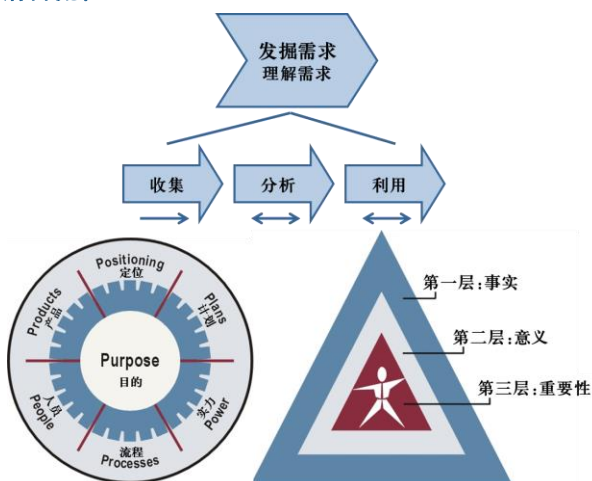 发掘需求
理解需求
收集
分析
利用
Positioning
定位
Plans
计划
Products
产品
Purpose
目的
人员
People
实力
Power
流程
Processes
第一层:事实
第二层:意义
第三层:重要性